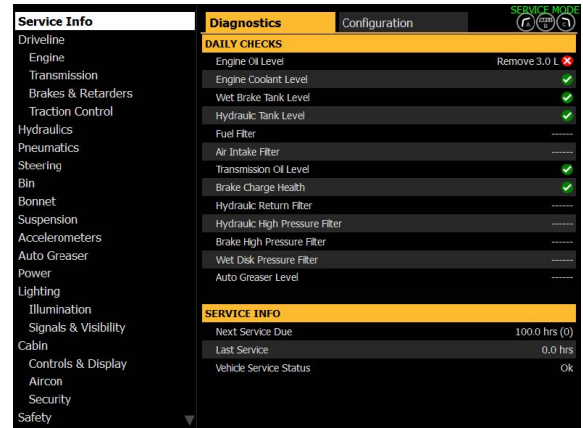 SERVICE MODE
Service Info
Diagnostics
Configuration
A
B
C
Driveline
Engine
Transmission
Brakes & Retarders
Traction Control
Hydraulics
Pneumatics
Steering
Bin
Bonnet
Suspension
Accelerometers
Auto Greaser
Power
Lighting
Illumination
Signals & Visibility
Cabin
Controls & Display
Aircon
Security
Safety
DAILY CHECKS
Engine Oil Level Remove 3.0 L
Engine Coolant Level
Wet Brake Tank Level
Hydraulic Tank Level
Fuel Filter ------
Air Intake Filter ------
Transmission Oil Level
Brake Charge Health
Hydraulic Return Filter ------
Hydraulic High Pressure Filter ------
Brake High Pressure Filter ------
Wet Disk Pressure Filter ------
Auto Greaser Level ------
SERVICE INFO
Next Service Due 100.0 hrs (0)
Last Service 0.0 hrs
Vehicle Service Status Ok